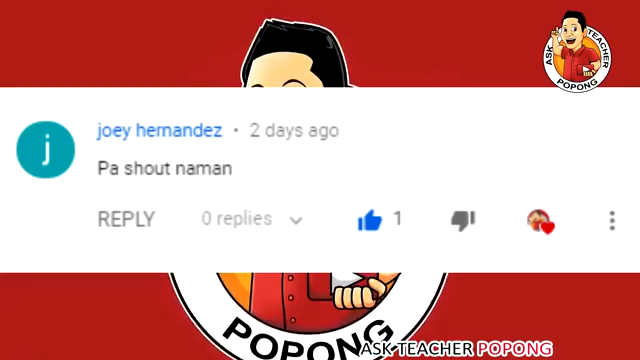 ASK TEACHER
POPONG
joey hernandez • 2 days ago
j
Pa shout naman
REPLY 0 replies 1
POPONG
ASK TEACHER POPONG